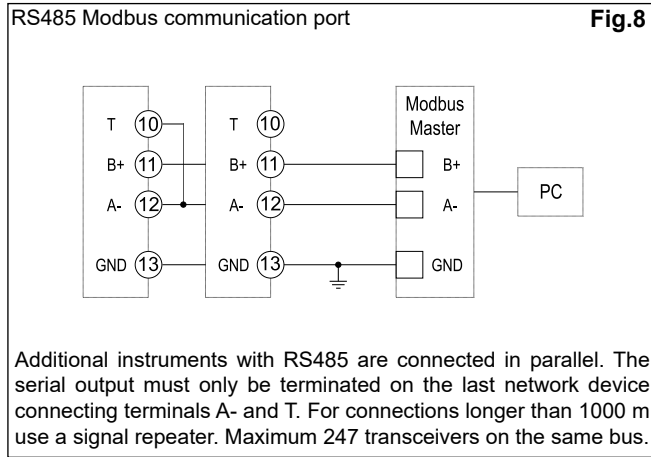 RS485 Modbus communication port Fig.8
Modbus
Master
T 10 T 10
B+ 11 B+ 11 B+
PC
A- 12 A- 12 A-
GND 13 GND 13 GND
Additional instruments with RS485 are connected in parallel. The
serial output must only be terminated on the last network device
connecting terminals A- and T. For connections longer than 1000 m
use a signal repeater. Maximum 247 transceivers on the same bus.